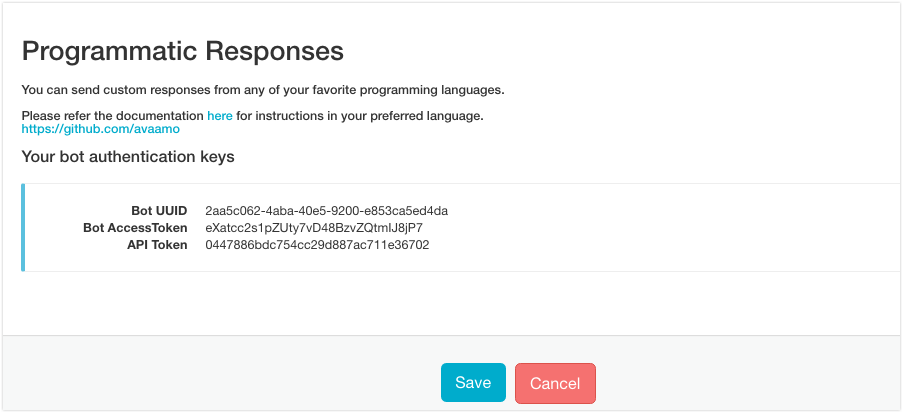 Programmatic Responses
You can send custom responses from any of your favorite programming languages.
Please refer the documentation here for instructions in your preferred language.
https://github.com/avaamo
Your bot authentication keys
Bot UUID 2aa5c062-4aba-40e5-9200-e853ca5ed4da
Bot AccessToken eXatcc2s1pZUty7vD48BzvZQtmIJ8jP7
API Token 0447886bdc754cc29d887ac711e36702
Save Cancel